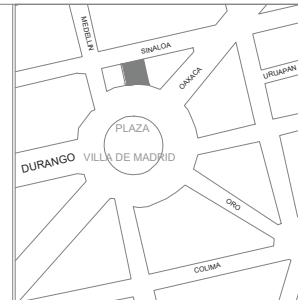 MEDELLIN
SINALOA
OAXACA
URUAPAN
PLAZA
VILLA DE MADRID
DURANGO
ORO
COLIMA